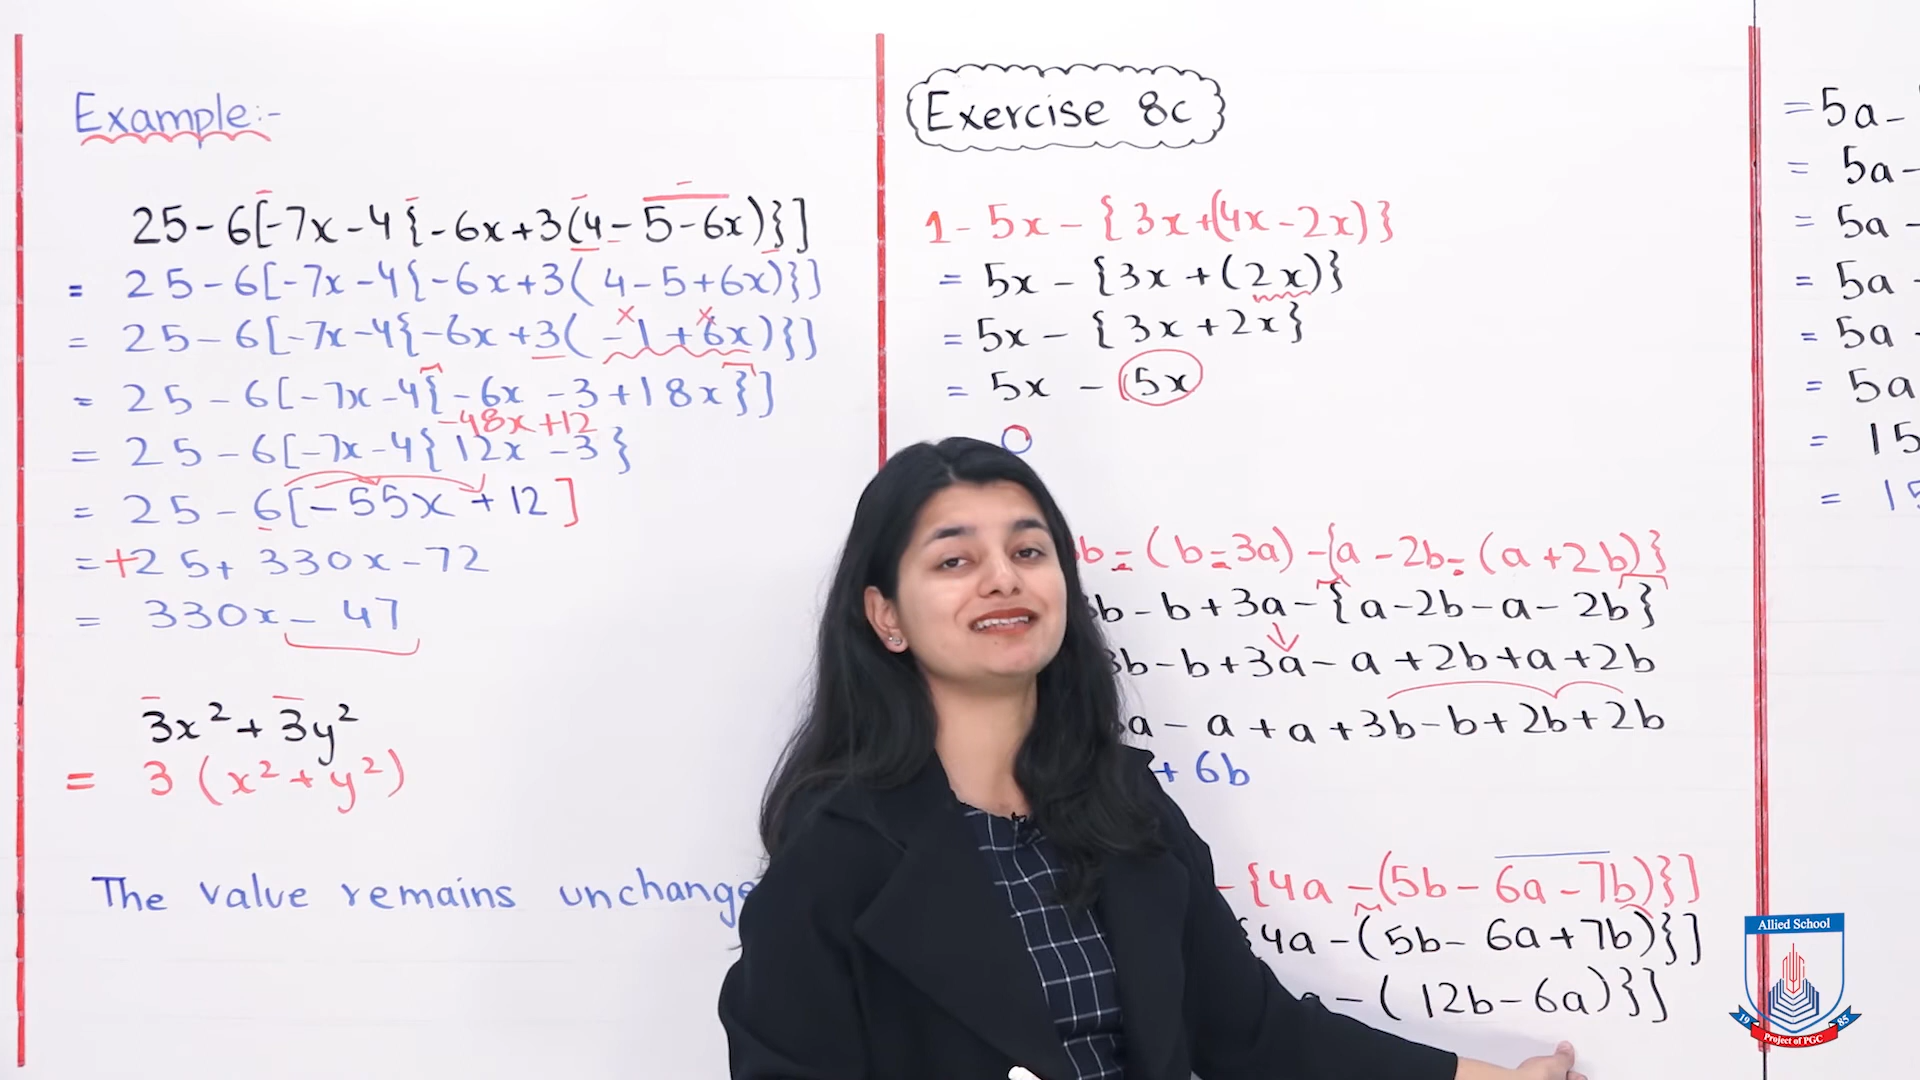 Example:-
25-6[-7x-4{-6x+3(4-5-6x)}]
= 25-6[-7x-4{-6x+3(4-5+6x)}]
= 25-6[-7x-4{-6x+3(-1+6x)}]
= 25-6[-7x-4{-6x-3+18x}]
-48x+12
= 25-6[-7x-4{12x-3}
= 25-6[-55x+12]
= +25+330x-72
= 330x-47
3x²+3y²
= 3(x²+y²)
The value remains unchange
Exercise 8c
1- 5x-{3x+(4x-2x)}
= 5x-{3x+(2x)}
= 5x-{3x+2x}
= 5x-(5x
0
b-(b-3a)-{a-2b-(a+2b)}
b-b+3a-{a-2b-a-2b}
3b-b+3a-a+2b+a+2b
a-a+a+3b-b+2b+2b
+6b
-{4a-(5b-6a-7b)}]
{4a-(5b-6a+7b)}]
-(12b-6a)}]
=5a-
= 5a-
= 5a-
= 5a-
= 5a-
= 5a
= 15
= 15
Allied School
19 85
Project of PGC